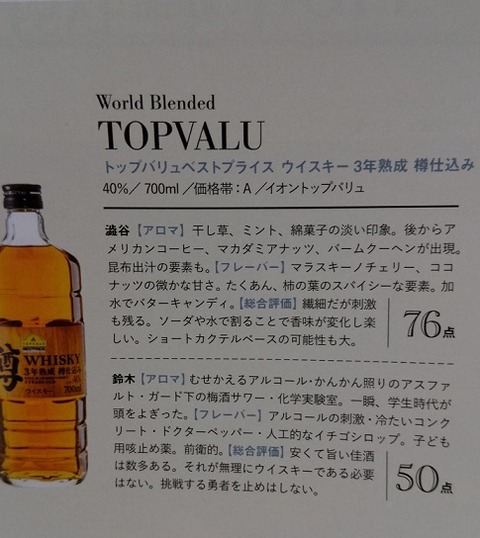 World Blended
TOPVALU
トップバリュベストプライス ウイスキー 3年熟成 樽仕込み
40%／700ml／価格帯：A／イオントップバリュ
澁谷【アロマ】干し草、ミント、綿菓子の淡い印象。後からア
メリカンコーヒー、マカダミアナッツ、バームクーヘンが出現。
昆布出汁の要素も。【フレーバー】マラスキーノチェリー、ココ
ナッツの微かな甘さ。たくあん、柿の葉のスパイシーな要素。加
水でバターキャンディ。【総合評価】繊細だが刺激
も残る。ソーダや水で割ることで香味が変化し楽
しい。ショートカクテルベースの可能性も大。
76点
鈴木【アロマ】むせかえるアルコール・かんかん照りのアスファ
ルト・ガード下の梅酒サワー・化学実験室。一瞬、学生時代が
頭をよぎった。【フレーバー】アルコールの刺激・冷たいコンク
リート・ドクターペッパー・人工的なイチゴシロップ。子ども
用咳止め薬。前衛的。【総合評価】安くて旨い佳酒
は数多ある。それが無理にウイスキーである必要
はない。挑戦する勇者を止めはしない。
50点
樽
WHISKY
3年熟成 樽仕込み
700ml
ウイスキー